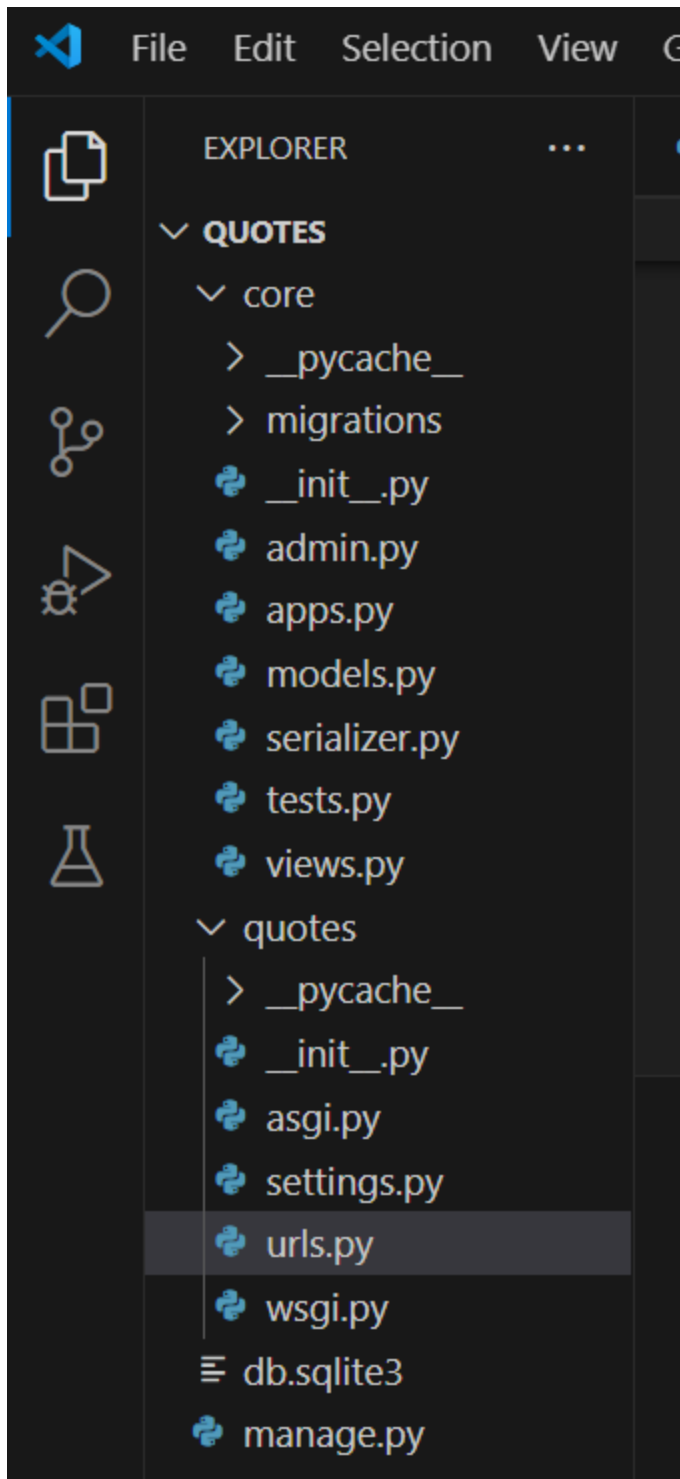 File Edit Selection View
EXPLORER
QUOTES
core
__pycache__
migrations
__init__.py
admin.py
apps.py
models.py
serializer.py
tests.py
views.py
quotes
__pycache__
__init__.py
asgi.py
settings.py
urls.py
wsgi.py
db.sqlite3
manage.py